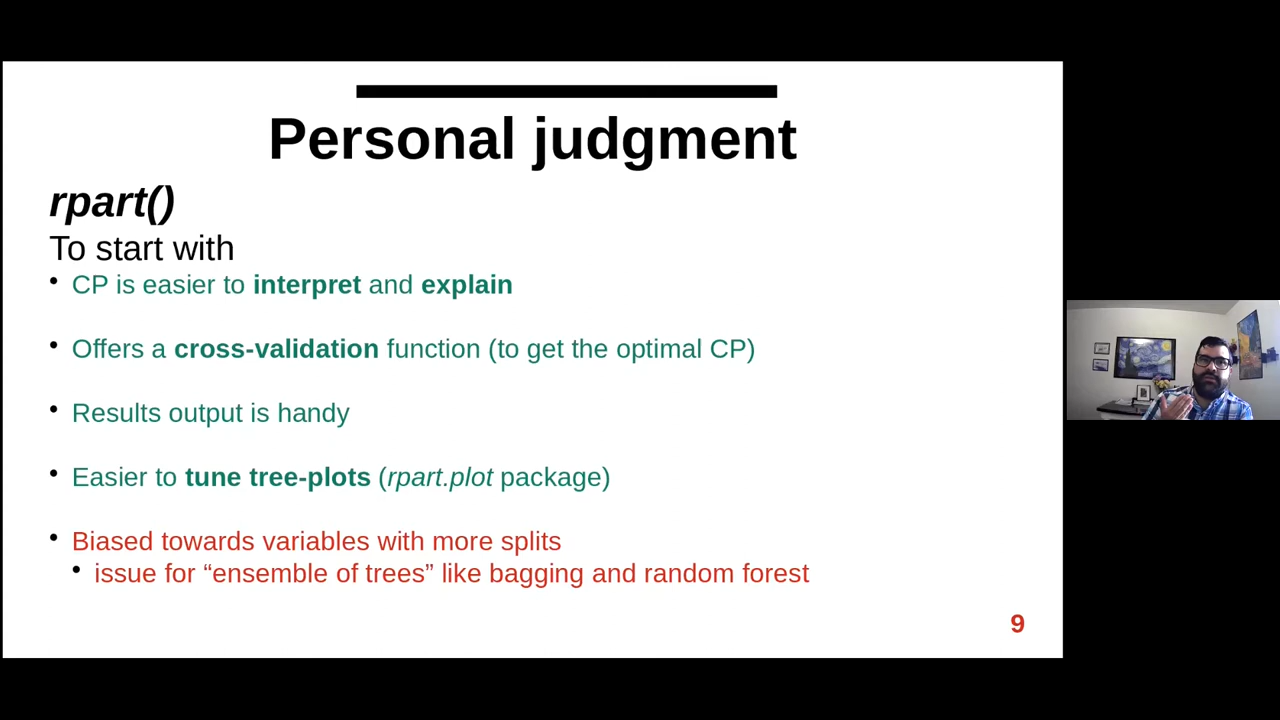 Personal judgment
rpart()
To start with
• CP is easier to interpret and explain
• Offers a cross-validation function (to get the optimal CP)
• Results output is handy
• Easier to tune tree-plots (rpart.plot package)
• Biased towards variables with more splits
• issue for “ensemble of trees” like bagging and random forest
9